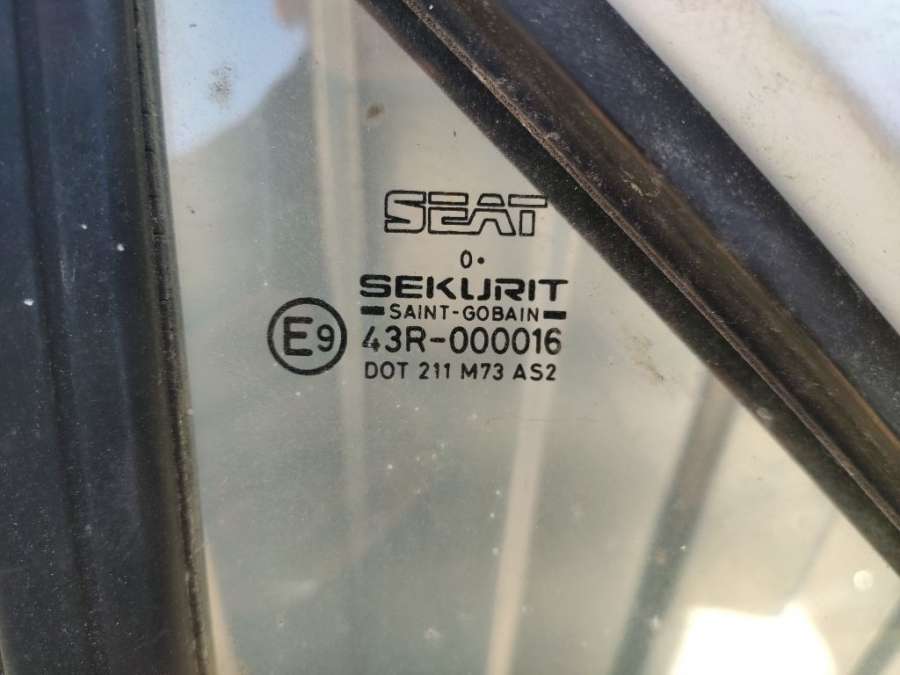 SEAT
0•
SEKURIT
SAINT-GOBAIN
E9 43R-000016
DOT 211 M73 AS2